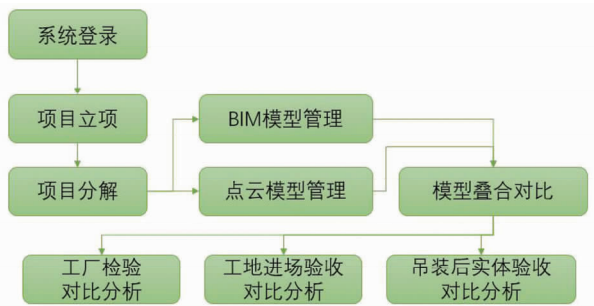 系统登录
项目立项
BIM模型管理
项目分解
点云模型管理
模型叠合对比
工厂检验
对比分析
工地进场验收
对比分析
吊装后实体验收
对比分析